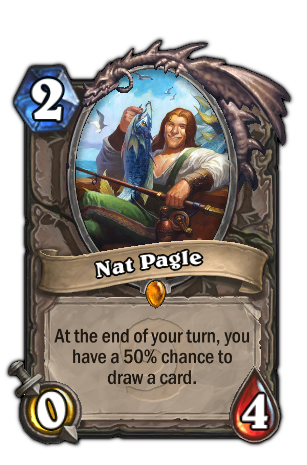 2
Nat Pagle
At the end of your turn, you
have a 50% chance to
draw a card.
0
4